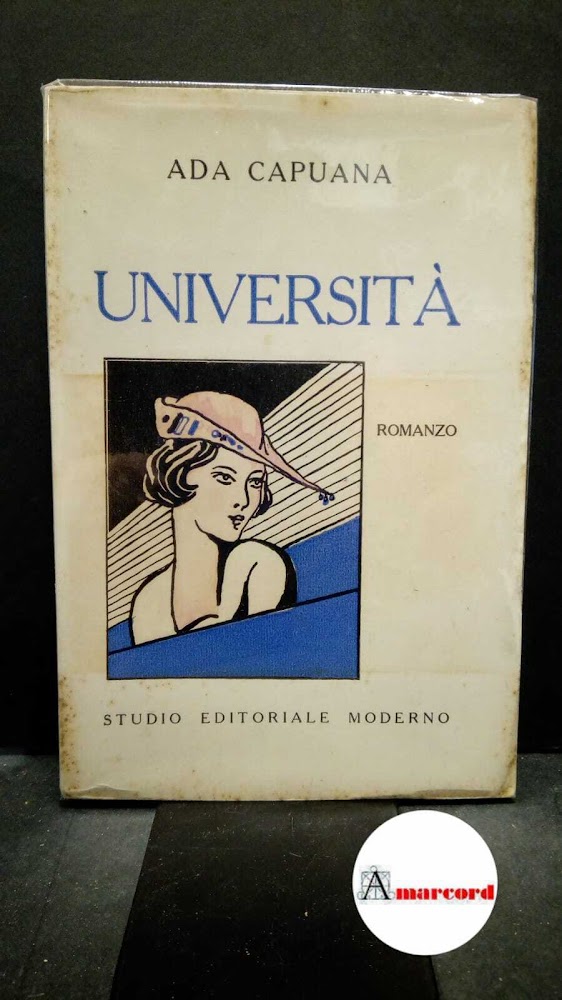 ADA CAPUANA
UNIVERSITÀ
ROMANZO
STUDIO EDITORIALE MODERNO
Amarcord